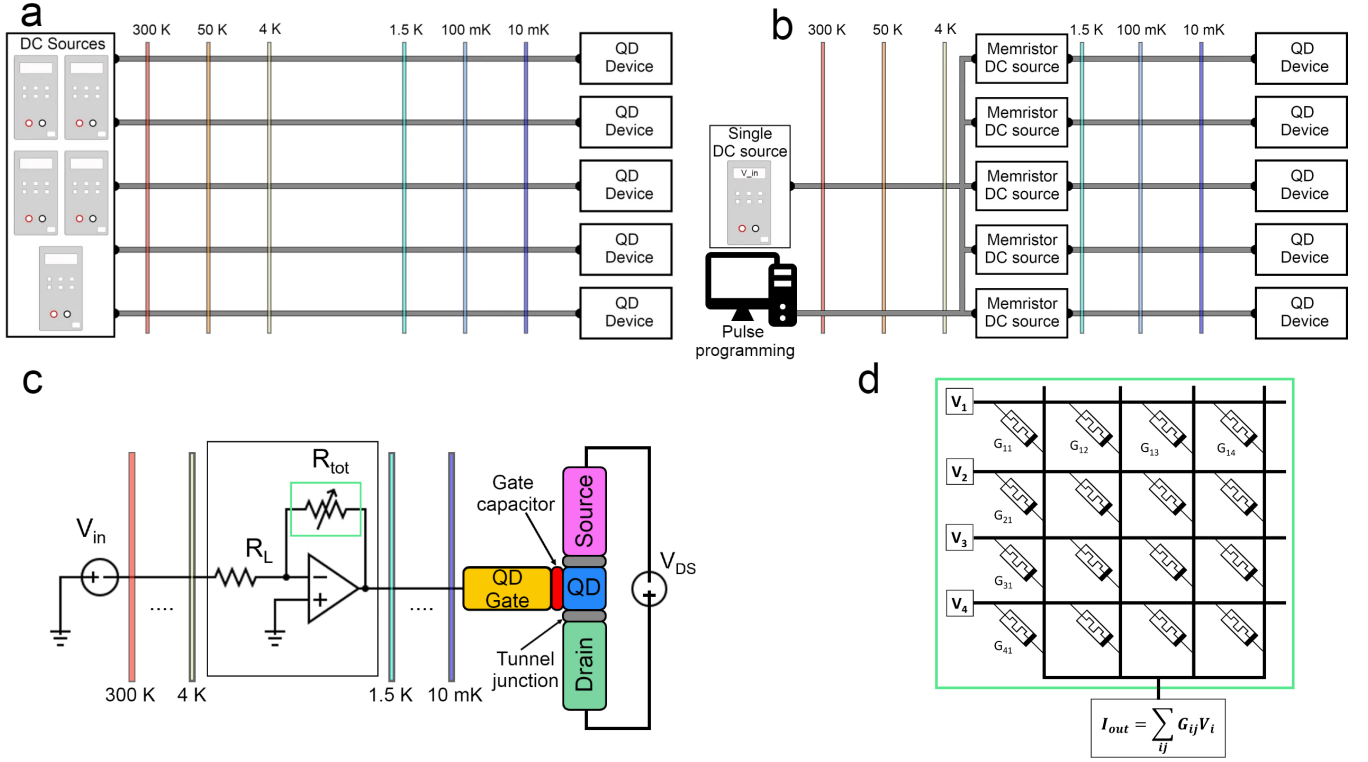 a
DC Sources
300 K
50 K
4 K
1.5 K
100 mK
10 mK
QD
Device
QD
Device
QD
Device
QD
Device
QD
Device
b
300 K
50 K
4 K
1.5 K
100 mK
10 mK
Single
DC source
V_in
Pulse
programming
Memristor
DC source
Memristor
DC source
Memristor
DC source
Memristor
DC source
Memristor
DC source
QD
Device
QD
Device
QD
Device
QD
Device
QD
Device
c
V_in
R_L
R_tot
− 
+
....
....
300 K
4 K
1.5 K
10 mK
Gate
capacitor
QD
Gate
QD
Source
Drain
Tunnel
junction
V_DS
d
V_1
V_2
V_3
V_4
G_11
G_12
G_13
G_14
G_21
G_31
G_41
I_out = ∑_ij G_ij V_i